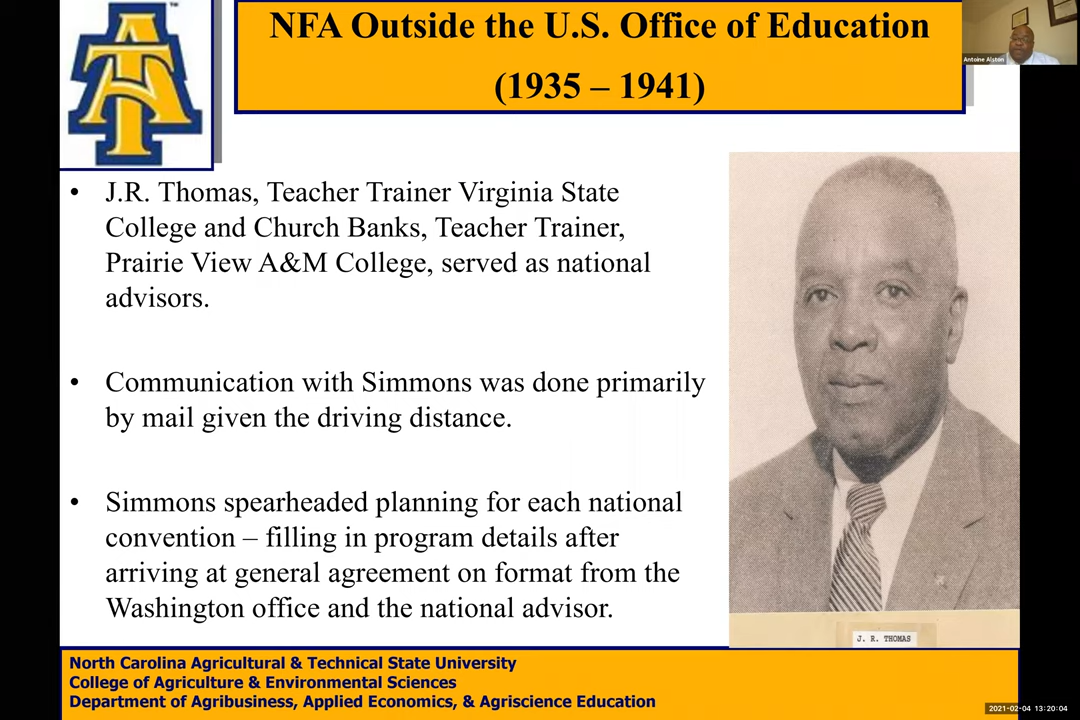 NFA Outside the U.S. Office of Education
(1935 – 1941)
Antoine Alston
AT
TM
• J.R. Thomas, Teacher Trainer Virginia State
College and Church Banks, Teacher Trainer,
Prairie View A&M College, served as national
advisors.
• Communication with Simmons was done primarily
by mail given the driving distance.
• Simmons spearheaded planning for each national
convention – filling in program details after
arriving at general agreement on format from the
Washington office and the national advisor.
J. R. THOMAS
North Carolina Agricultural & Technical State University
College of Agriculture & Environmental Sciences
Department of Agribusiness, Applied Economics, & Agriscience Education
2021-02-04 13:20:04